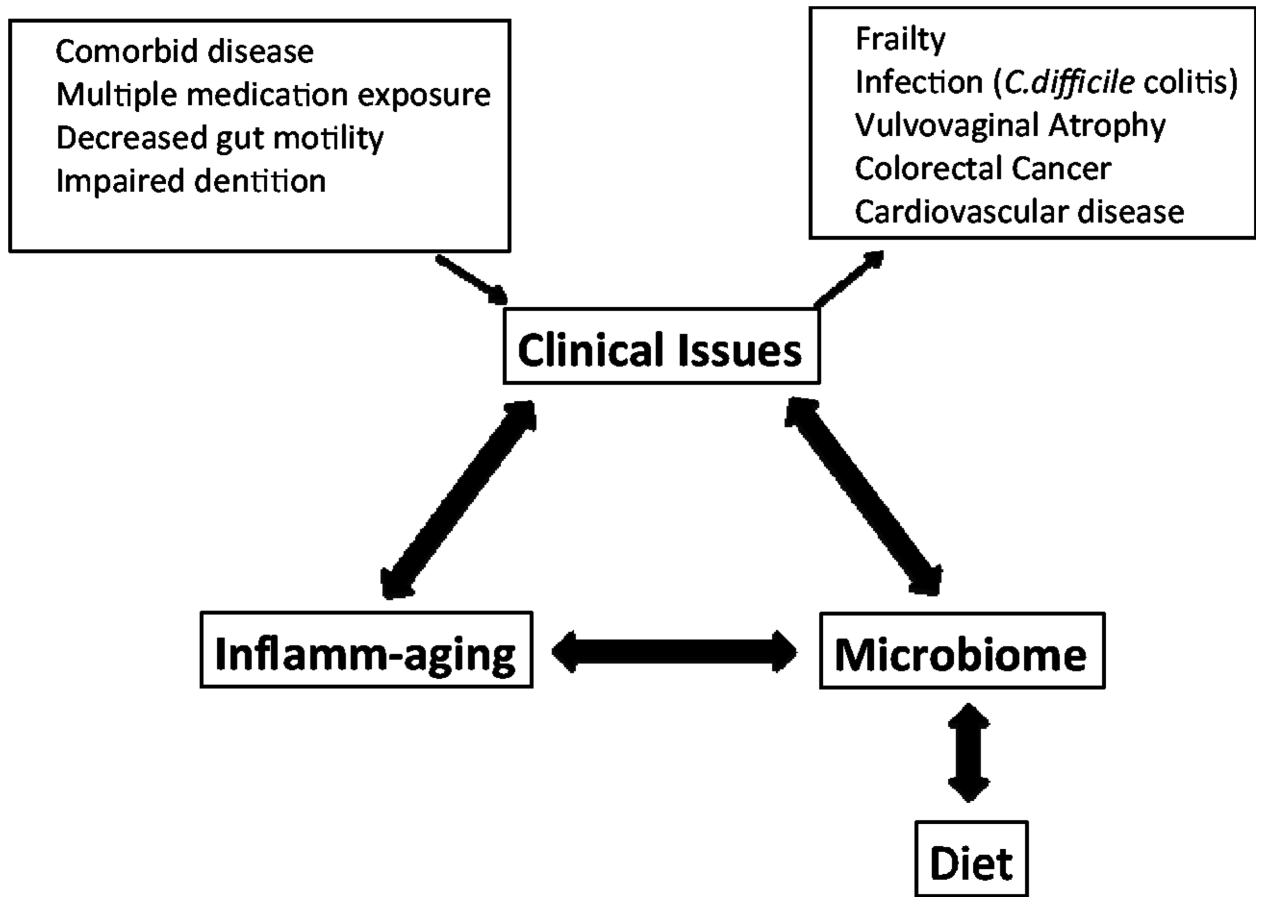 Comorbid disease
Multiple medication exposure
Decreased gut motility
Impaired dentition
Frailty
Infection (C.difficile colitis)
Vulvovaginal Atrophy
Colorectal Cancer
Cardiovascular disease
Clinical Issues
Inflamm-aging
Microbiome
Diet